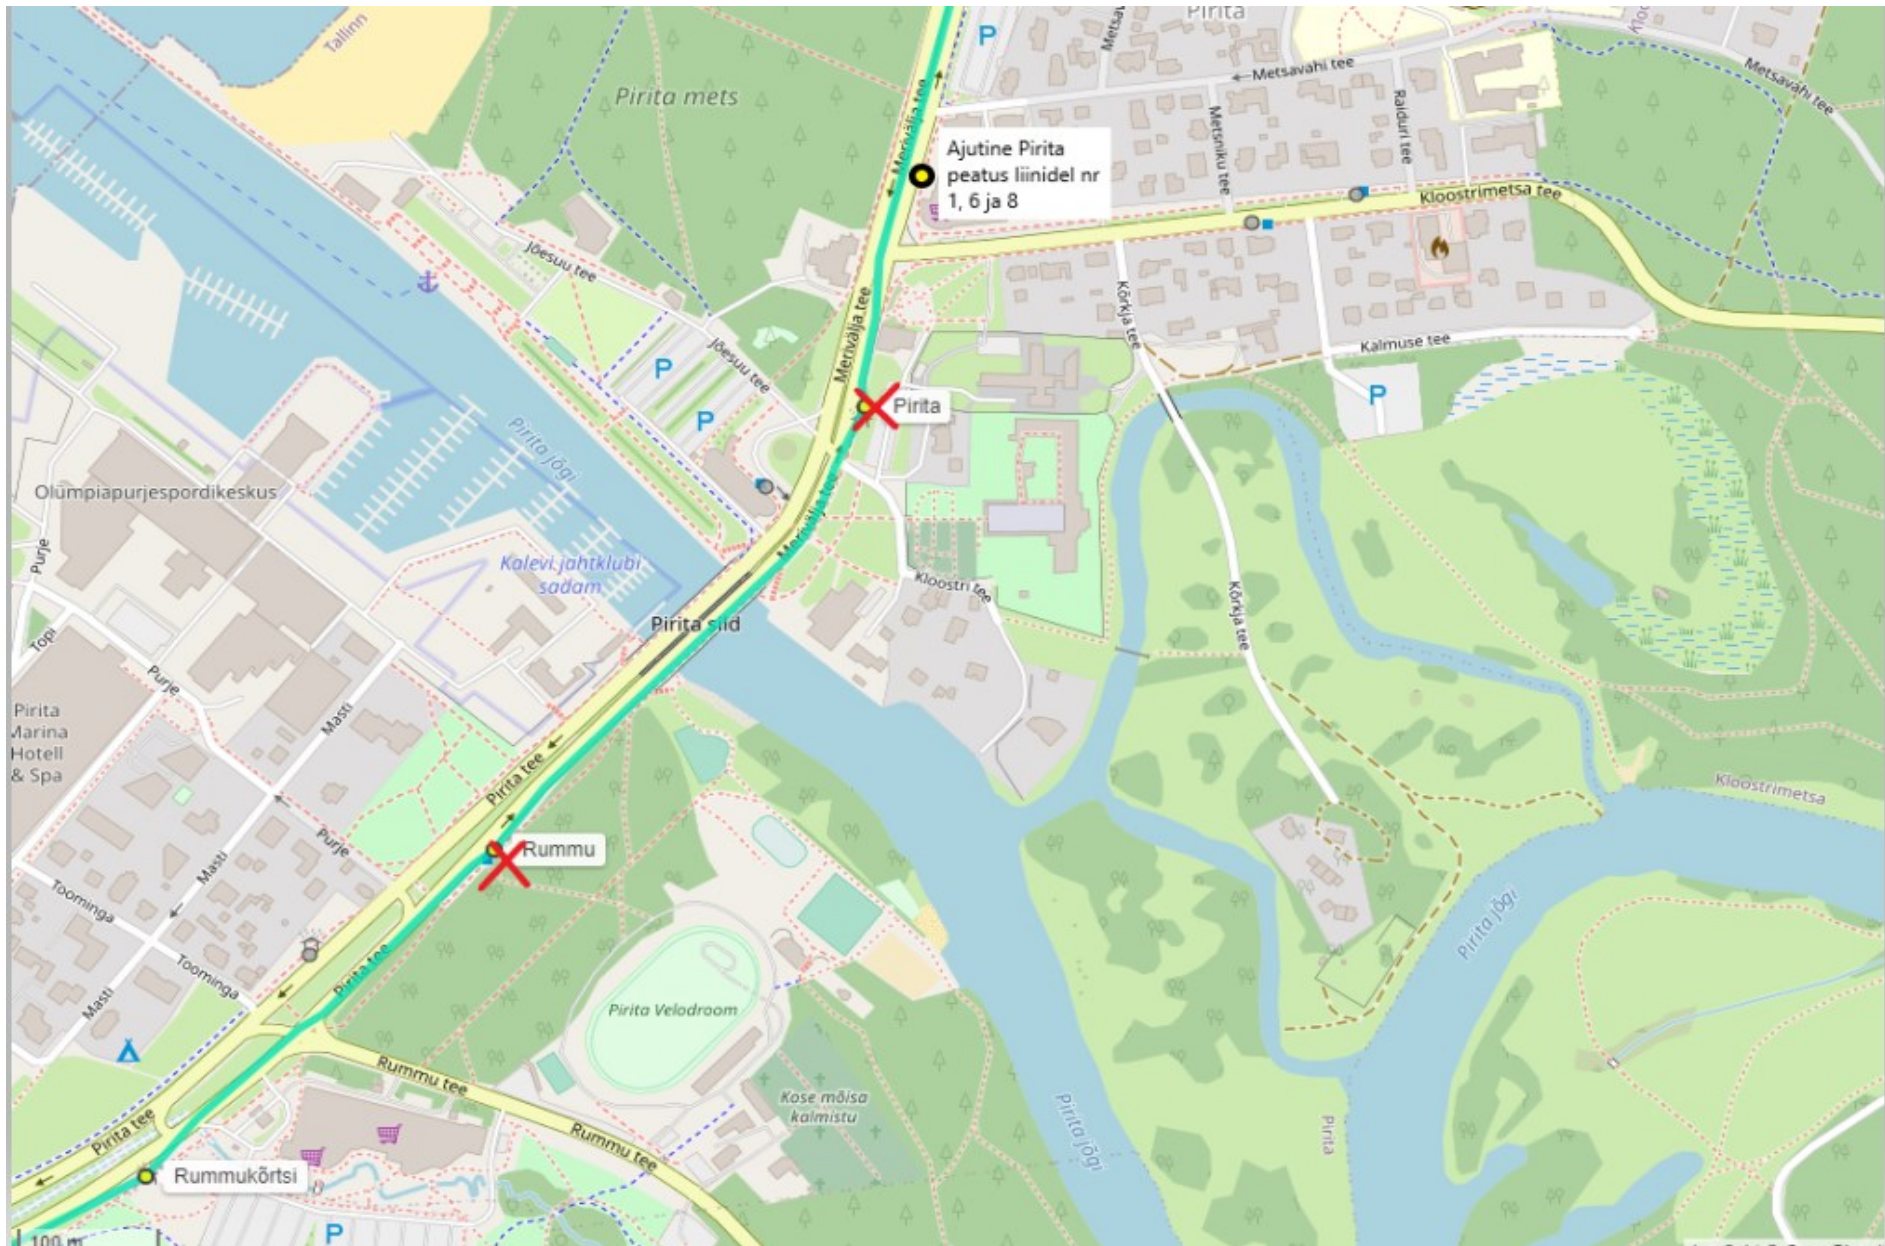 Pirita
Tallinn
P
Metsavahi tee
Metsavahi tee
Pirita mets
Merivälja tee
Raiduri tee
Metsniku tee
Ajutine Pirita
peatus liinidel nr
1, 6 ja 8
Kloostrimetsa tee
Jõesuu tee
Merivälja tee
Kõrkja tee
Kalmuse tee
Jõesuu tee
P
P
P
Pirita
Pirita jõgi
Olümpiapurjespordikeskus
Merivälja tee
Purje
Kalevi jahtklubi
sadam
Kloostri tee
Kõrkja tee
Pirita sild
Topi
Purje
Masti
Pirita
Marina
Hotell
& Spa
Pirita tee
Kloostrimetsa
Purje
Rummu
Masti
Toominga
Pirita jõgi
Pirita tee
Toominga
Masti
Pirita Velodroom
Rummu tee
Kose mõisa
kalmistu
Pirita tee
Rummu tee
Pirita jõgi
Pirita
Rummukõrtsi
P
100 m